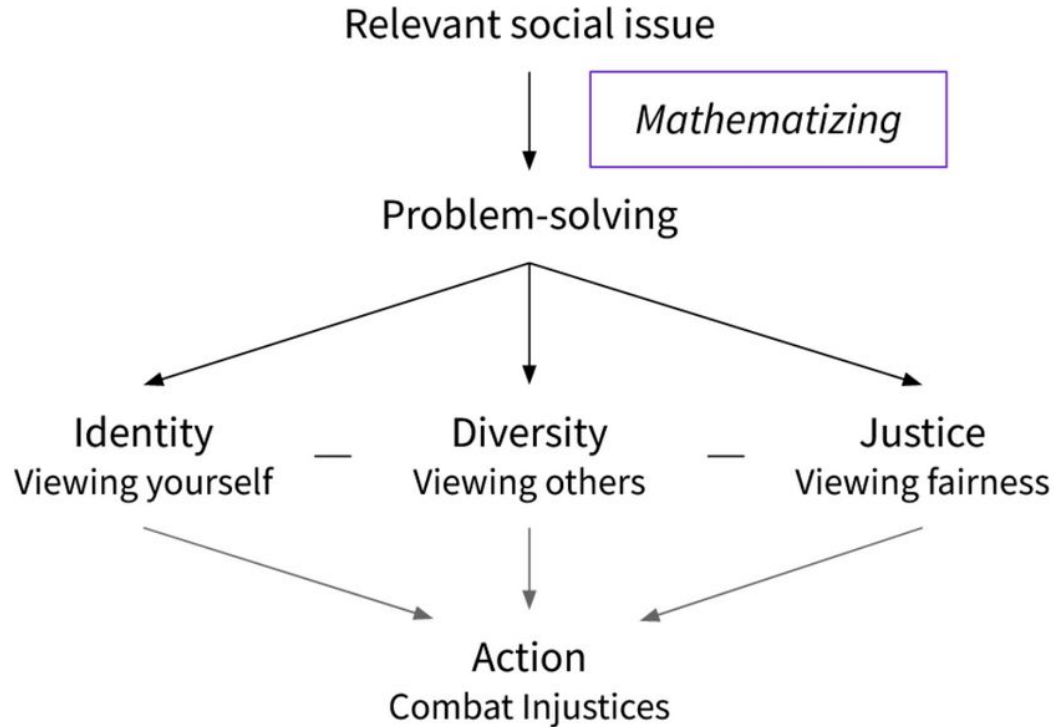 Relevant social issue
Mathematizing
Problem-solving
Identity
Viewing yourself
Diversity
Viewing others
Justice
Viewing fairness
Action
Combat Injustices